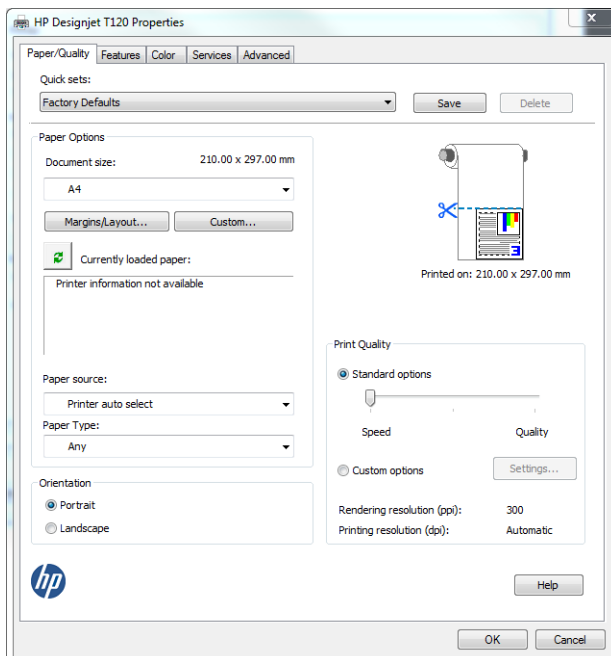 HP Designjet T120 Properties
x
Paper/Quality Features Color Services Advanced
Quick sets:
Factory Defaults
Save
Delete
Paper Options
Document size: 210.00 x 297.00 mm
A4
Margins/Layout... Custom...
Currently loaded paper:
Printer information not available
Paper source:
Printer auto select
Paper Type:
Any
Orientation
Portrait
Landscape
Printed on: 210.00 x 297.00 mm
Print Quality
Standard options
Speed Quality
Custom options
Settings...
Rendering resolution (ppi): 300
Printing resolution (dpi): Automatic
hp
Help
OK Cancel